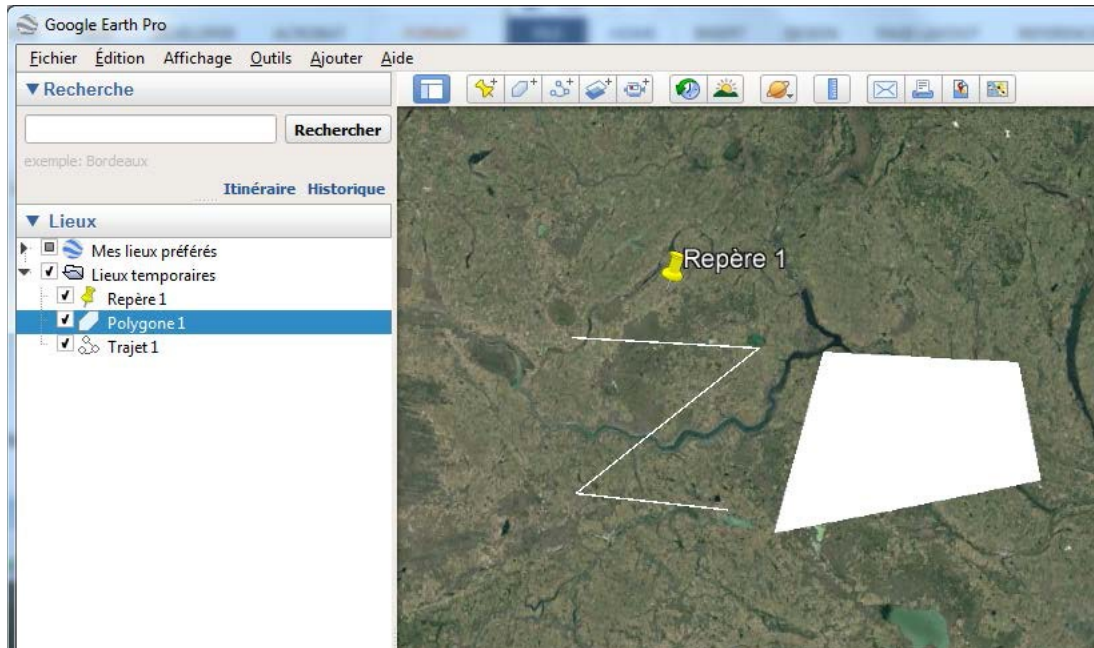 Google Earth Pro
Fichier Édition Affichage Outils Ajouter Aide
Recherche
Rechercher
exemple: Bordeaux
Itinéraire Historique
Lieux
Mes lieux préférés
Lieux temporaires
Repère 1
Polygone 1
Trajet 1
Repère 1